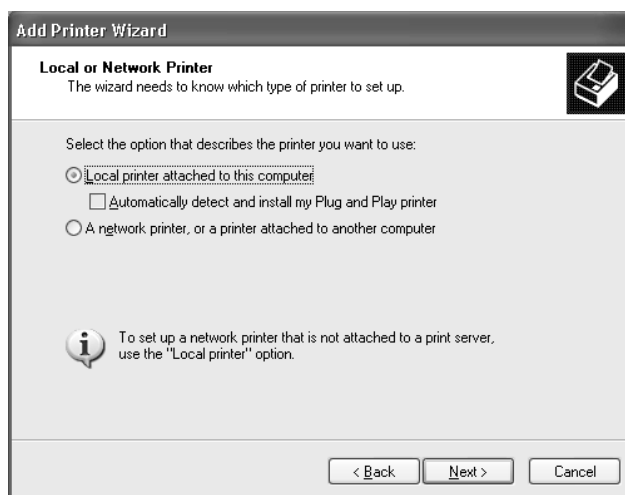 Add Printer Wizard
Local or Network Printer
The wizard needs to know which type of printer to set up.
Select the option that describes the printer you want to use:
Local printer attached to this computer
Automatically detect and install my Plug and Play printer
A network printer, or a printer attached to another computer
To set up a network printer that is not attached to a print server,
use the "Local printer" option.
< Back Next > Cancel